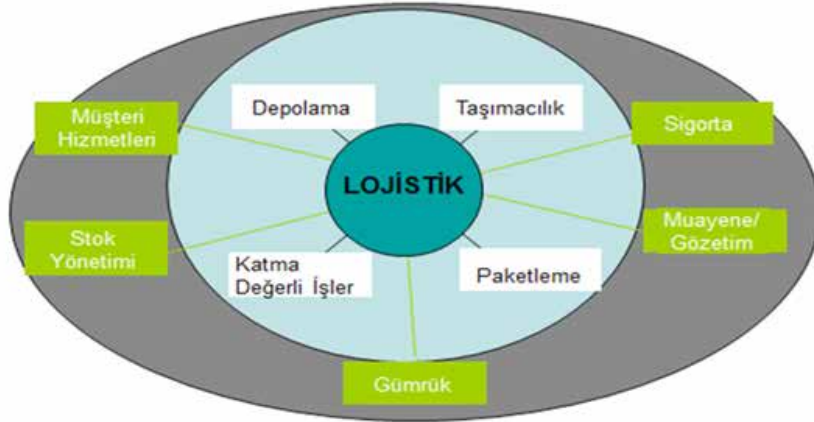 Depolama
Taşımacılık
Müşteri
Hizmetleri
Sigorta
LOJİSTİK
Stok
Yönetimi
Muayene/
Gözetim
Katma
Değerli İşler
Paketleme
Gümrük